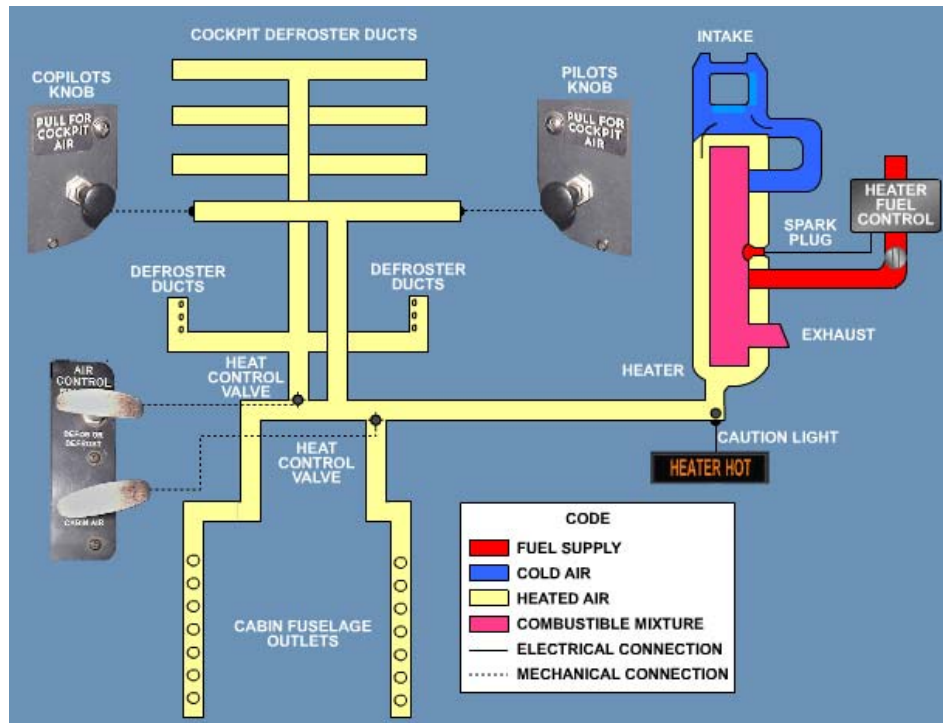 COCKPIT DEFROSTER DUCTS
INTAKE
COPILOTS
KNOB
PILOTS
KNOB
PULL FOR
COCKPIT
AIR
PULL FOR
COCKPIT
AIR
HEATER
FUEL
CONTROL
SPARK
PLUG
DEFROSTER
DUCTS
DEFROSTER
DUCTS
EXHAUST
HEAT
CONTROL
VALVE
HEATER
AIR
CONTROL
DEFOG OR
DEFROST
HEAT
CONTROL
VALVE
CAUTION LIGHT
HEATER HOT
CABIN AIR
CODE
FUEL SUPPLY
COLD AIR
HEATED AIR
COMBUSTIBLE MIXTURE
ELECTRICAL CONNECTION
MECHANICAL CONNECTION
CABIN FUSELAGE
OUTLETS